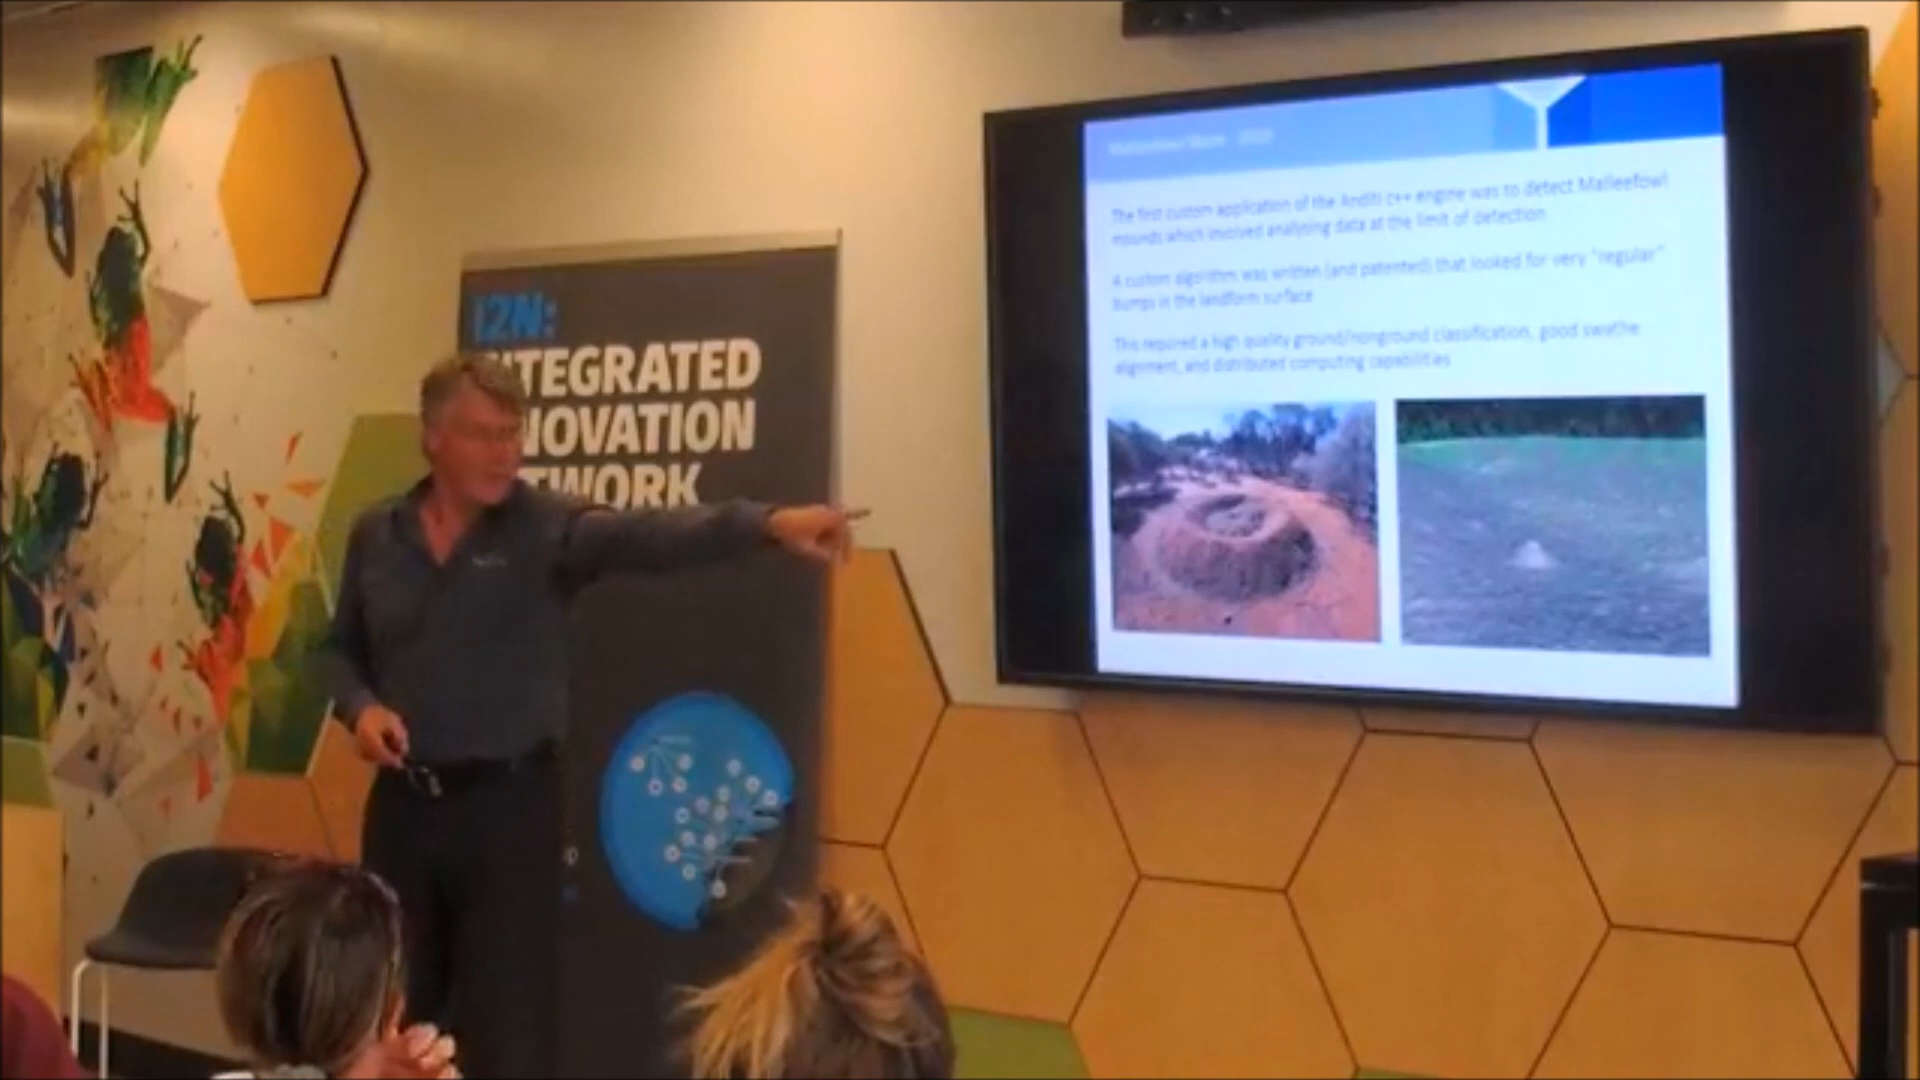 I2N:
NTEGRATED
NOVATION
TWORK
The first custom application of the Anditi c++ engine was to detect Malleefowl
mounds which involved analysing data at the limit of detection
A custom algorithm was written (and patented) that looked for very "regular"
bumps in the landform surface
This required a high quality ground/nonground classification, good swathe
alignment, and distributed computing capabilities